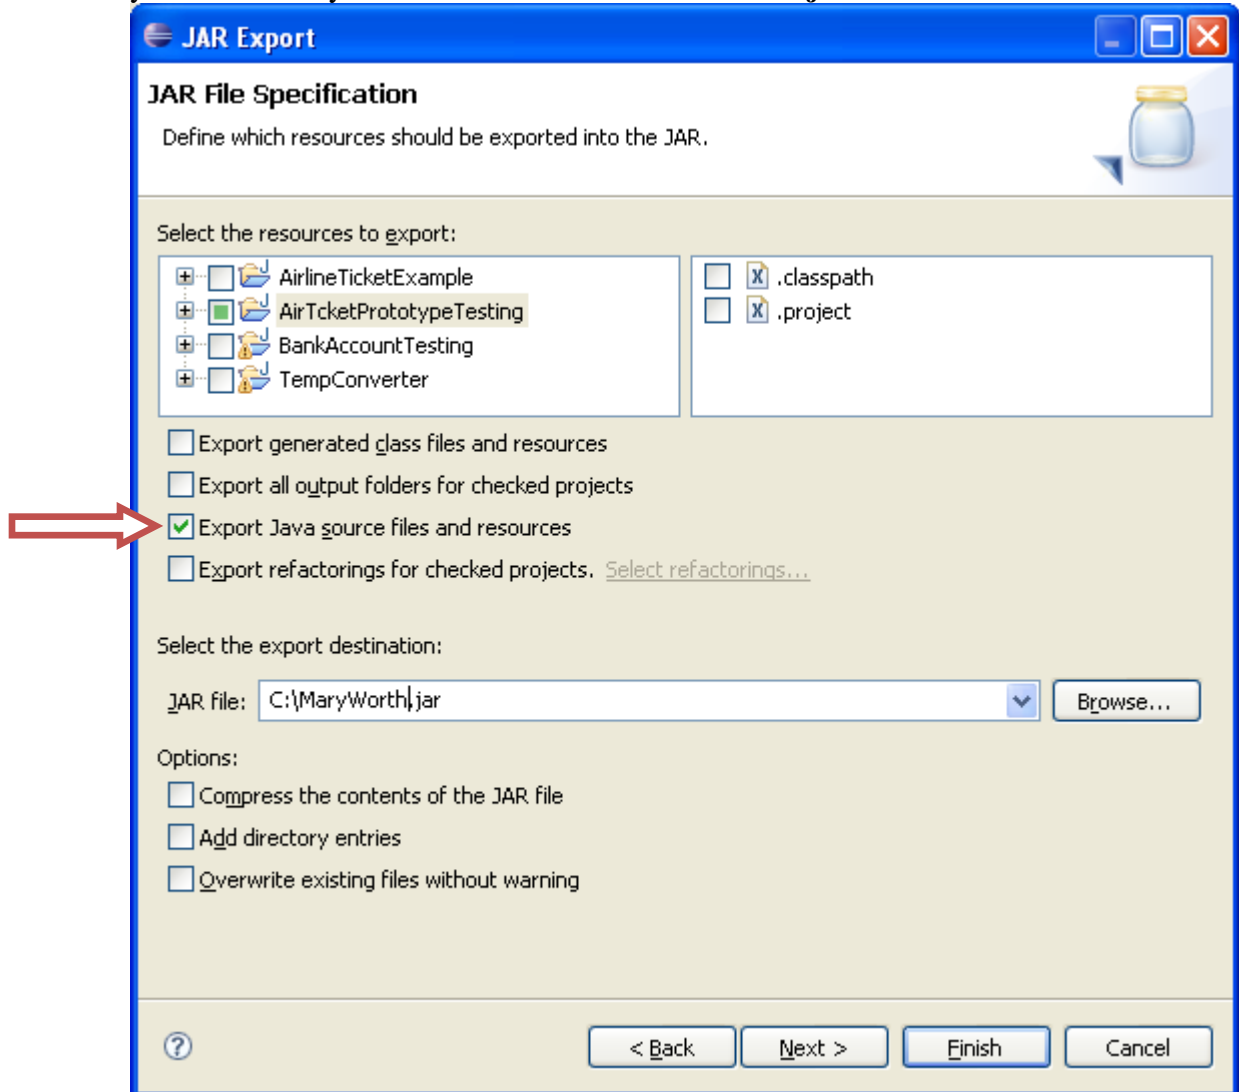 JAR Export
JAR File Specification
Define which resources should be exported into the JAR.
Select the resources to export:
AirlineTicketExample
.classpath
AirTcketPrototypeTesting
.project
BankAccountTesting
TempConverter
Export generated class files and resources
Export all output folders for checked projects
Export Java source files and resources
Export refactorings for checked projects. Select refactorings...
Select the export destination:
JAR file: C:\MaryWorth.jar Browse...
Options:
Compress the contents of the JAR file
Add directory entries
Overwrite existing files without warning
< Back Next > Finish Cancel